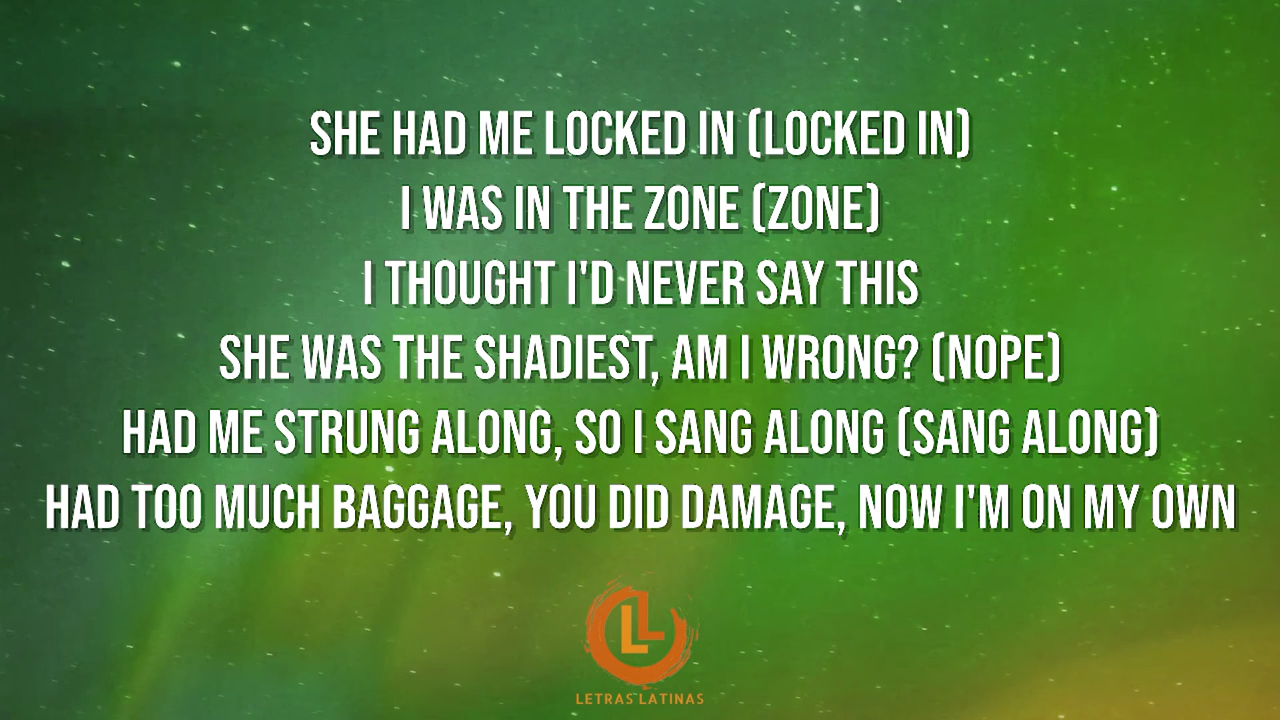 SHE HAD ME LOCKED IN (LOCKED IN)
I WAS IN THE ZONE (ZONE)
I THOUGHT I'D NEVER SAY THIS
SHE WAS THE SHADIEST, AM I WRONG? (NOPE)
HAD ME STRUNG ALONG, SO I SANG ALONG (SANG ALONG)
HAD TOO MUCH BAGGAGE, YOU DID DAMAGE, NOW I'M ON MY OWN
LL
LETRAS LATINAS